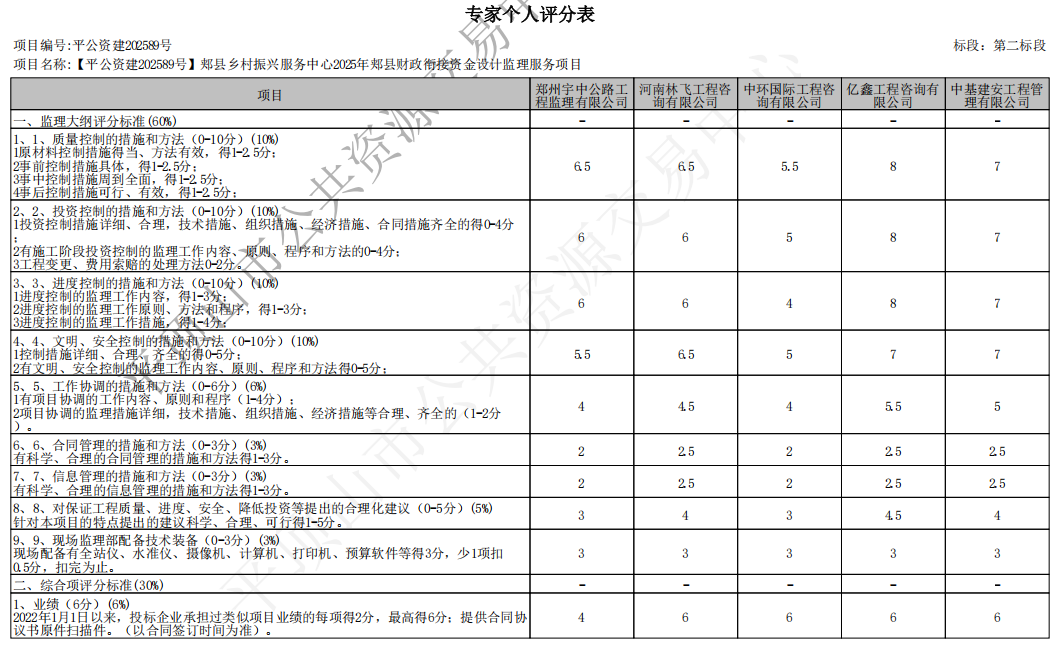 专家个人评分表
项目编号:平公资建202589号 标段：第二标段
项目名称:【平公资建202589号】郏县乡村振兴服务中心2025年郏县财政衔接资金设计监理服务项目
项目 郑州宇中公路工程监理有限公司 河南林飞工程咨询有限公司 中环国际工程咨询有限公司 亿鑫工程咨询有限公司 中基建安工程管理有限公司
一、监理大纲评分标准(60%) - - - - -
1、1、质量控制的措施和方法（0-10分）(10%)
1原材料控制措施得当、方法有效，得1-2.5分；
2事前控制措施具体，得1-2.5分；
3事中控制措施周到全面，得1-2.5分；
4事后控制措施可行、有效，得1-2.5分；
6.5 6.5 5.5 8 7
2、2、投资控制的措施和方法（0-10分）(10%)
1投资控制措施详细、合理，技术措施、组织措施、经济措施、合同措施齐全的得0-4分
；
2有施工阶段投资控制的监理工作内容、原则、程序和方法的0-4分；
3工程变更、费用索赔的处理方法0-2分。
6 6 5 8 7
3、3、进度控制的措施和方法（0-10分）(10%)
1进度控制的监理工作内容，得1-3分；
2进度控制的监理工作原则、方法和程序，得1-3分；
3进度控制的监理工作措施，得1-4分；
6 6 4 8 7
4、4、文明、安全控制的措施和方法（0-10分）(10%)
1控制措施详细、合理、齐全的得0-5分；
2有文明、安全控制的监理工作内容、原则、程序和方法得0-5分；
5.5 6.5 5 7 7
5、5、工作协调的措施和方法（0-6分）(6%)
1有项目协调的工作内容、原则和程序（1-4分）；
2项目协调的监理措施详细，技术措施、组织措施、经济措施等合理、齐全的（1-2分
）。
4 4.5 4 5.5 5
6、6、合同管理的措施和方法（0-3分）(3%)
有科学、合理的合同管理的措施和方法得1-3分。
2 2.5 2 2.5 2.5
7、7、信息管理的措施和方法（0-3分）(3%)
有科学、合理的信息管理的措施和方法得1-3分。
2 2.5 2 2.5 2.5
8、8、对保证工程质量、进度、安全、降低投资等提出的合理化建议（0-5分）(5%)
针对本项目的特点提出的建议科学、合理、可行得1-5分。
3 4 3 4.5 4
9、9、现场监理部配备技术装备（0-3分）(3%)
现场配备有全站仪、水准仪、摄像机、计算机、打印机、预算软件等得3分，少1项扣
0.5分，扣完为止。
3 3 3 3 3
二、综合项评分标准(30%) - - - - -
1、业绩（6分）(6%)
2022年1月1日以来，投标企业承担过类似项目业绩的每项得2分，最高得6分；提供合同协
议书原件扫描件。（以合同签订时间为准）。
4 6 6 6 6
平顶山市公共资源交易中心
平顶山市公共资源交易中心